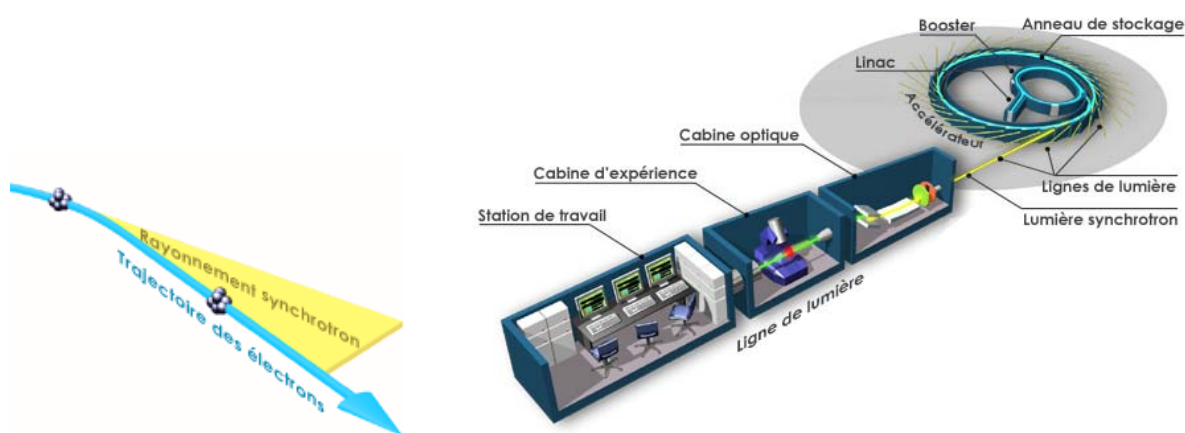 Rayonnement synchrotron
Trajectoire des électrons
Booster
Anneau de stockage
Linac
Accélérateur
Cabine optique
Cabine d'expérience
Station de travail
Lignes de lumière
Lumière synchrotron
Ligne de lumière